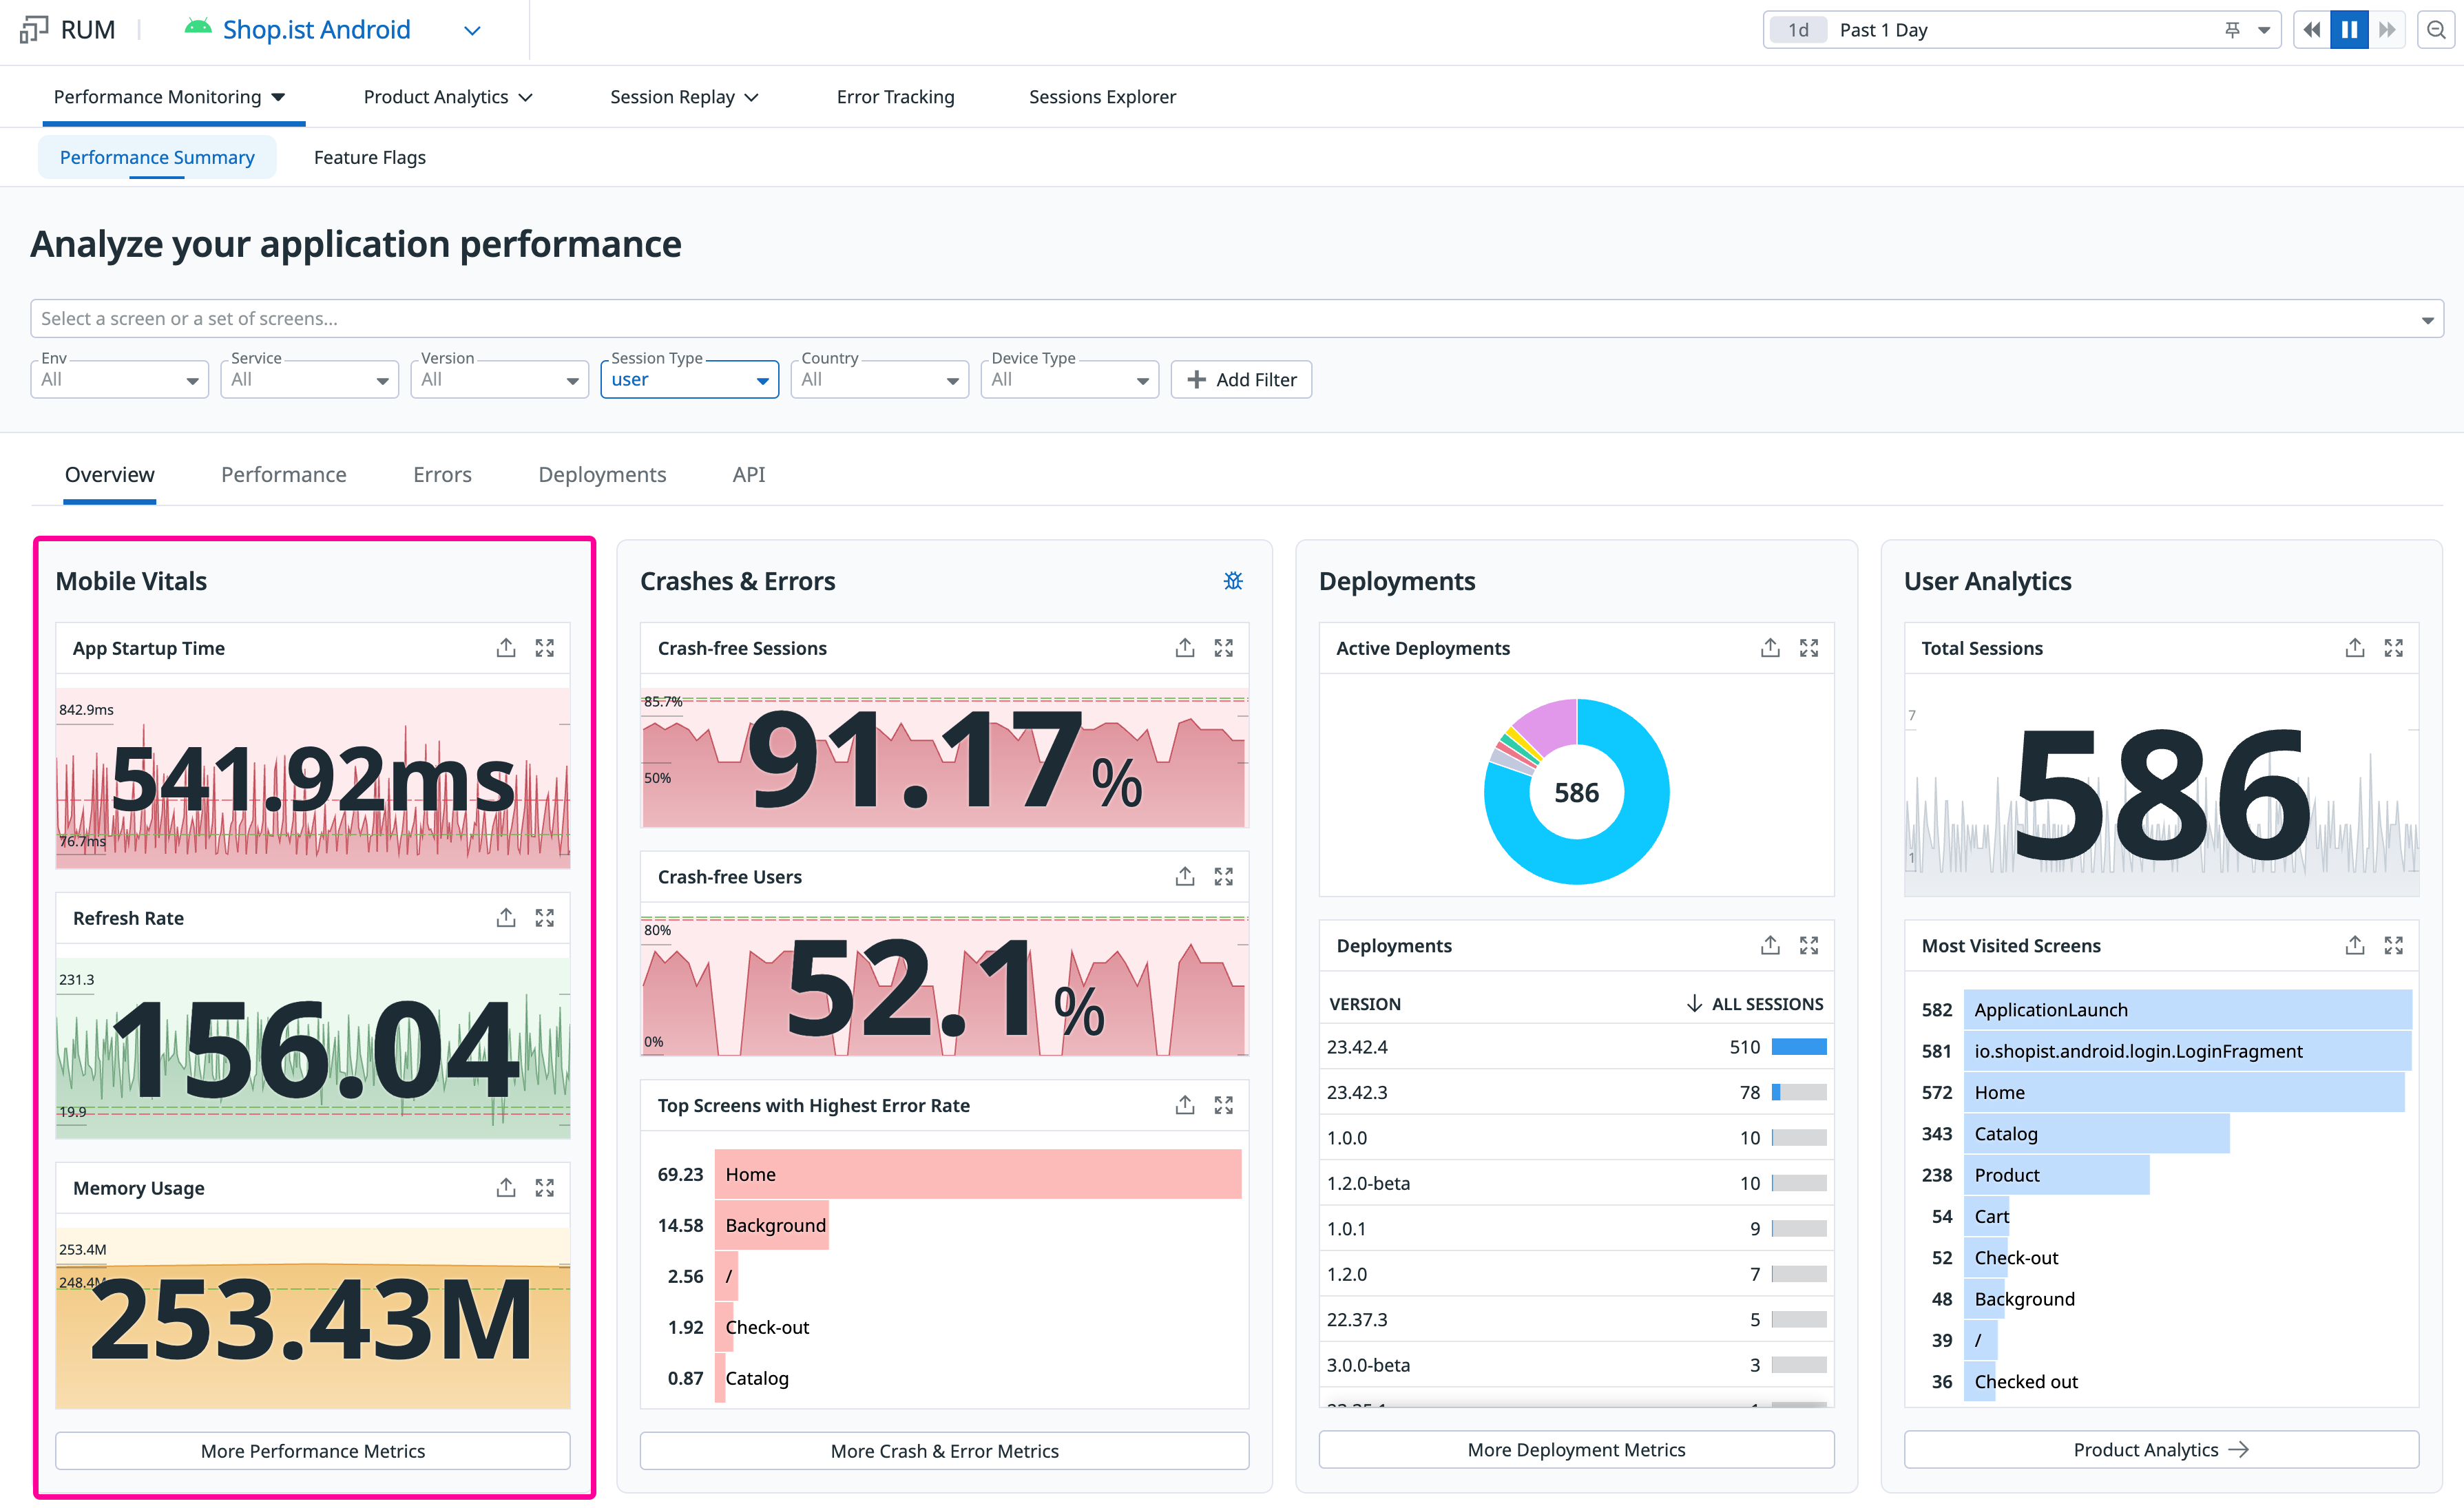 RUM
Shop.ist Android
1d Past 1 Day
Performance Monitoring
Product Analytics
Session Replay
Error Tracking
Sessions Explorer
Performance Summary
Feature Flags
Analyze your application performance
Select a screen or a set of screens...
Env
All
Service
All
Version
All
Session Type
user
Country
All
Device Type
All
Add Filter
Overview
Performance
Errors
Deployments
API
Mobile Vitals
App Startup Time
842.9ms
541.92ms
76.7ms
Refresh Rate
231.3
156.04
19.9
Memory Usage
253.4M
248.4M
253.43M
More Performance Metrics
Crashes & Errors
Crash-free Sessions
85.7%
91.17%
50%
Crash-free Users
80%
52.1%
0%
Top Screens with Highest Error Rate
69.23 Home
14.58 Background
2.56 /
1.92 Check-out
0.87 Catalog
More Crash & Error Metrics
Deployments
Active Deployments
586
Deployments
VERSION ALL SESSIONS
23.42.4 510
23.42.3 78
1.0.0 10
1.2.0-beta 10
1.0.1 9
1.2.0 7
22.37.3 5
3.0.0-beta 3
More Deployment Metrics
User Analytics
Total Sessions
7
586
1
Most Visited Screens
582 ApplicationLaunch
581 io.shopist.android.login.LoginFragment
572 Home
343 Catalog
238 Product
54 Cart
52 Check-out
48 Background
39 /
36 Checked out
Product Analytics